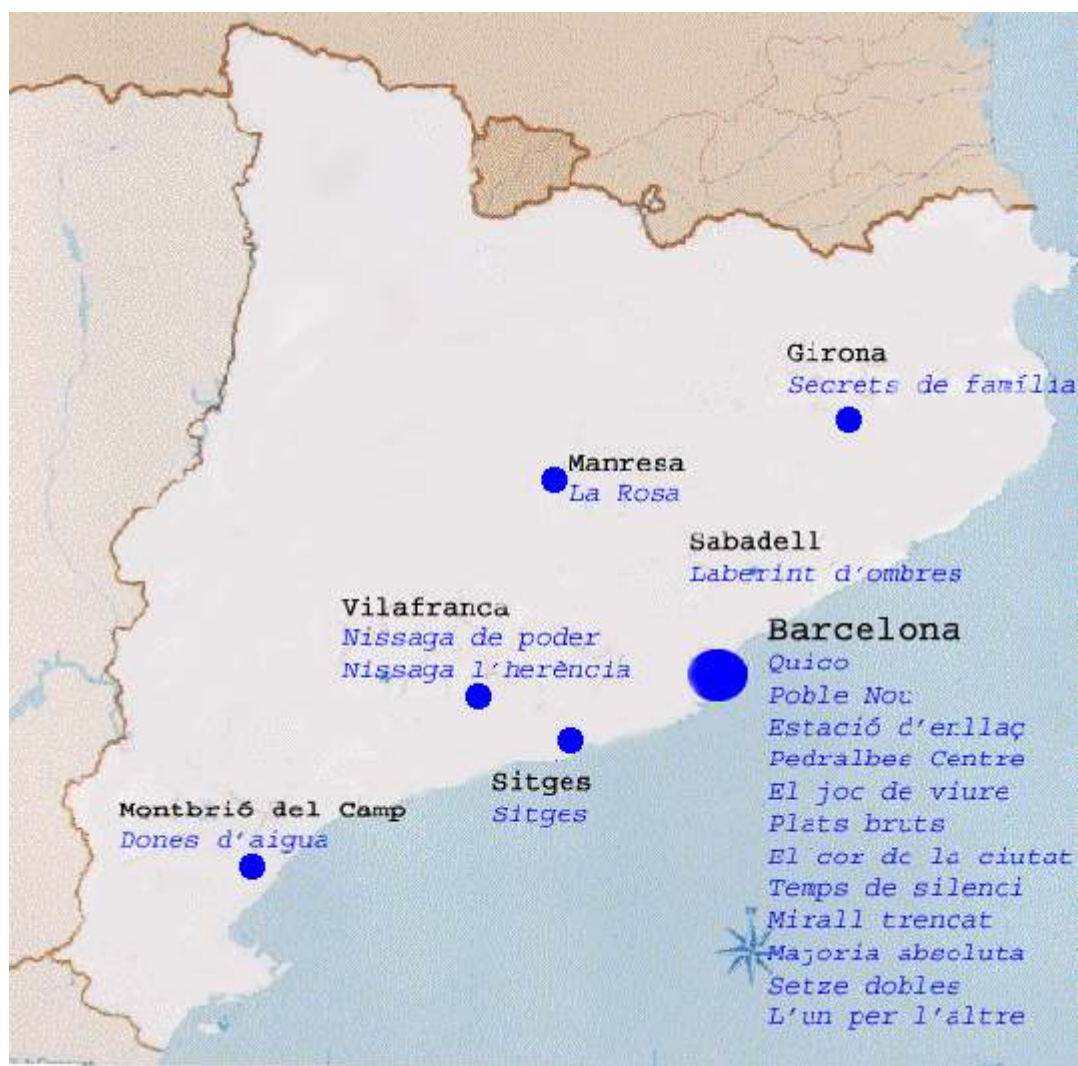 Girona
Secrets de família
Manresa
La Rosa
Sabadell
Laberint d'ombres
Vilafranca
Nissaga de poder
Nissaga l'herència
Barcelona
Quico
Poble Nou
Estació d'enllaç
Pedralbes Centre
El joc de viure
Plats bruts
El cor de la ciutat
Temps de silenci
Mirall trencat
Majoria absoluta
Setze dobles
L'un per l'altre
Sitges
Sitges
Montbrió del Camp
Dones d'aigua